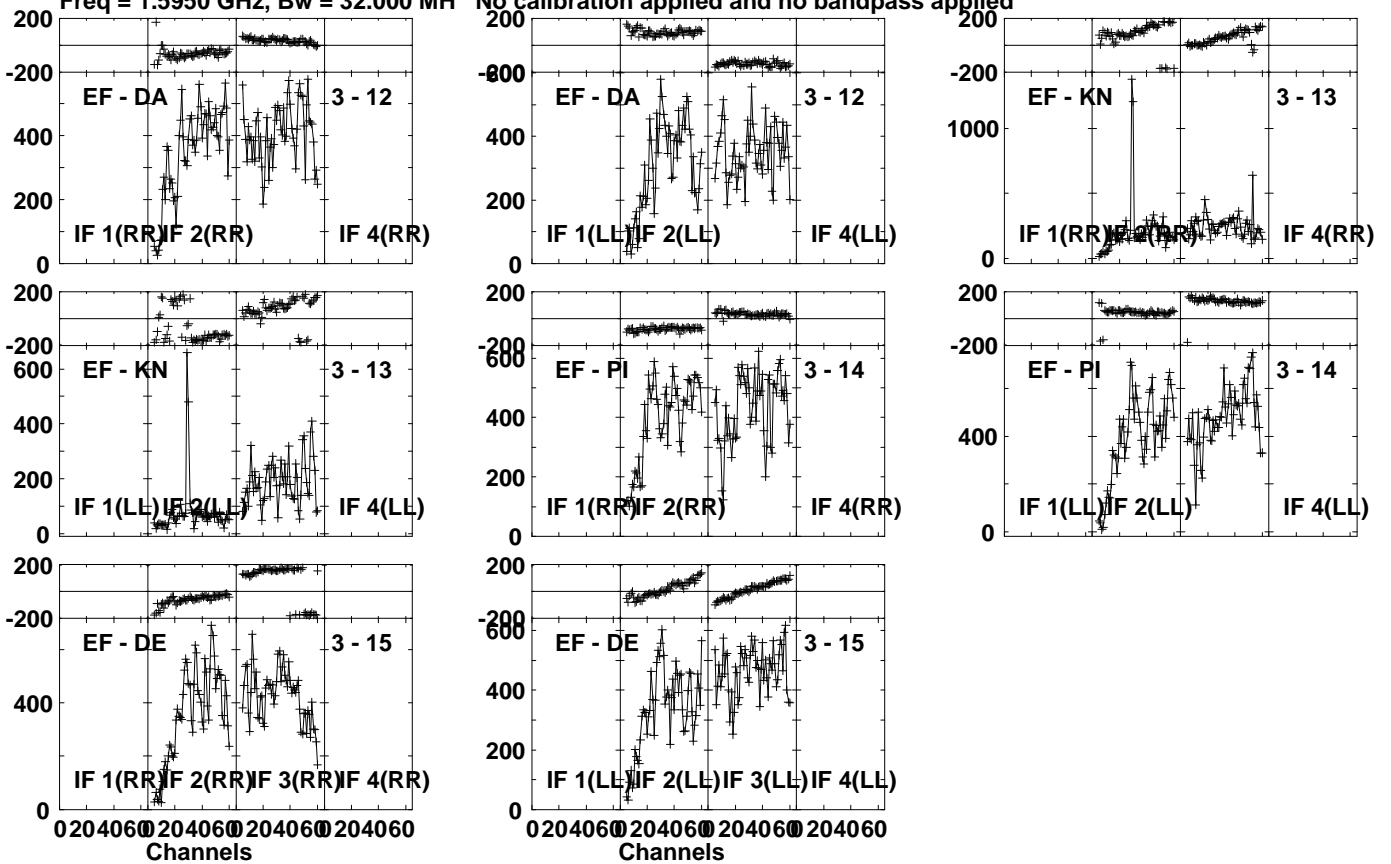 Freq = 1.5950 GHz, Bw = 32.000 MH No calibration applied and no bandpass applied
200 200
-200 -200
EF - DA 3 - 12 EF - DA 3 - 12 EF - KN 3 - 13
400 400 1000
200 200
IF 1(RR) IF 2(RR) IF 4(RR) IF 1(LL) IF 2(LL) IF 4(LL) IF 1(RR) IF 2(RR) IF 4(RR)
0 0 0
200 200 200
-200 -200 -200
EF - KN 3 - 13 EF - PI 3 - 14 EF - PI 3 - 14
600 600
400 400 400
200 200
IF 1(LL) IF 2(LL) IF 4(LL) IF 1(RR) IF 2(RR) IF 4(RR) IF 1(LL) IF 2(LL) IF 4(LL)
0 0 0
200 200
-200 -200
EF - DE 3 - 15 EF - DE 3 - 15
600
400 400
200
IF 1(RR) IF 2(RR) IF 3(RR) IF 4(RR) IF 1(LL) IF 2(LL) IF 3(LL) IF 4(LL)
0 0
0 20 40 60 0 20 40 60 0 20 40 60 0 20 40 60 0 20 40 60 0 20 40 60 0 20 40 60 0 20 40 60
Channels Channels